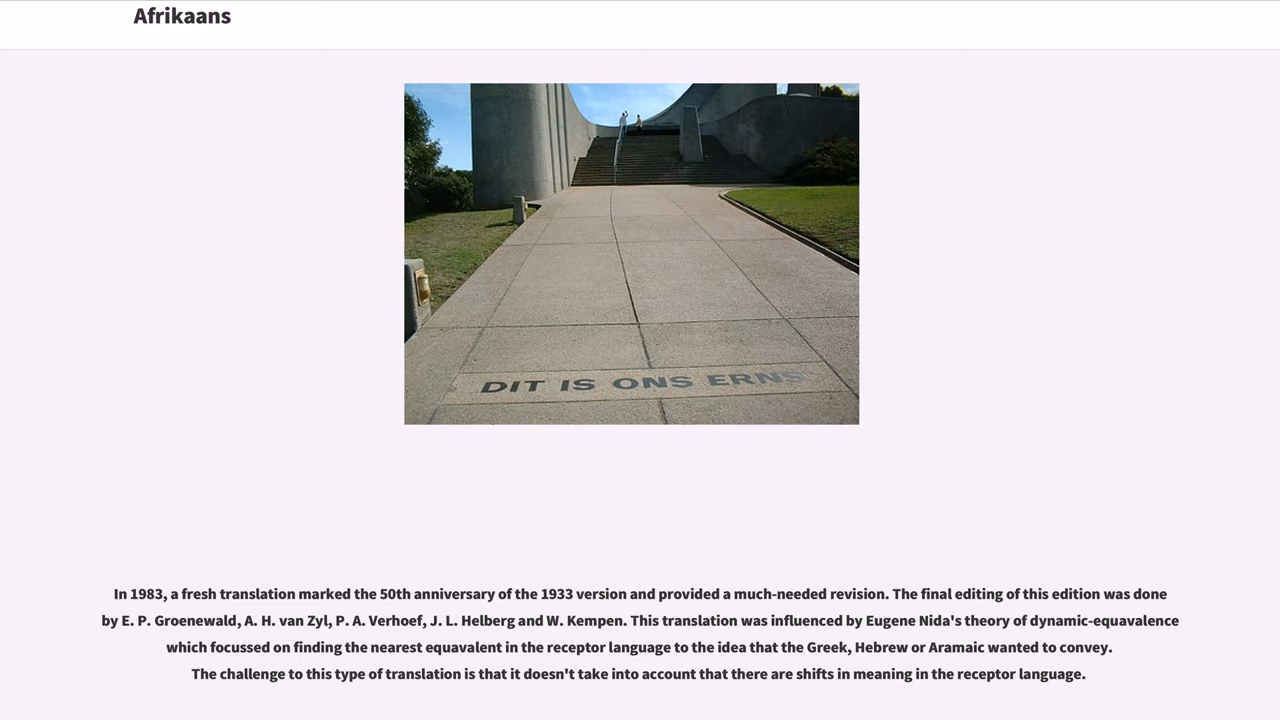 Afrikaans
DIT IS ONS ERNS
In 1983, a fresh translation marked the 50th anniversary of the 1933 version and provided a much-needed revision. The final editing of this edition was done
by E. P. Groenewald, A. H. van Zyl, P. A. Verhoef, J. L. Helberg and W. Kempen. This translation was influenced by Eugene Nida's theory of dynamic-equavalence
which focussed on finding the nearest equavalent in the receptor language to the idea that the Greek, Hebrew or Aramaic wanted to convey.
The challenge to this type of translation is that it doesn't take into account that there are shifts in meaning in the receptor language.